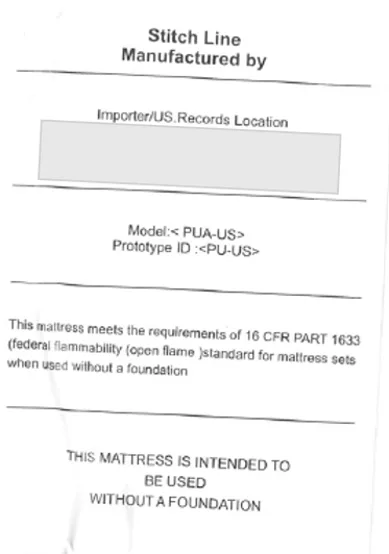 Stitch Line
Manufactured by
Importer/US.Records Location
Model:< PUA-US>
Prototype ID :<PU-US>
This mattress meets the requirements of 16 CFR PART 1633
(federal flammability (open flame )standard for mattress sets
when used without a foundation
THIS MATTRESS IS INTENDED TO
BE USED
WITHOUT A FOUNDATION